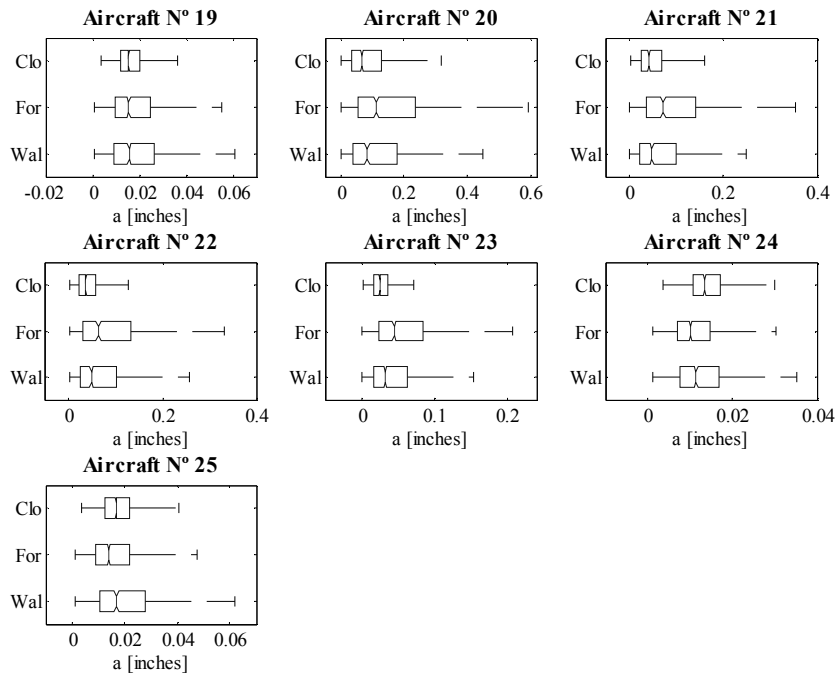 Aircraft Nº 19
Clo
For
Wal
-0.02 0 0.02 0.04 0.06
a [inches]
Aircraft Nº 20
Clo
For
Wal
0 0.2 0.4 0.6
a [inches]
Aircraft Nº 21
Clo
For
Wal
0 0.2 0.4
a [inches]
Aircraft Nº 22
Clo
For
Wal
0 0.2 0.4
a [inches]
Aircraft Nº 23
Clo
For
Wal
0 0.1 0.2
a [inches]
Aircraft Nº 24
Clo
For
Wal
0 0.02 0.04
a [inches]
Aircraft Nº 25
Clo
For
Wal
0 0.02 0.04 0.06
a [inches]